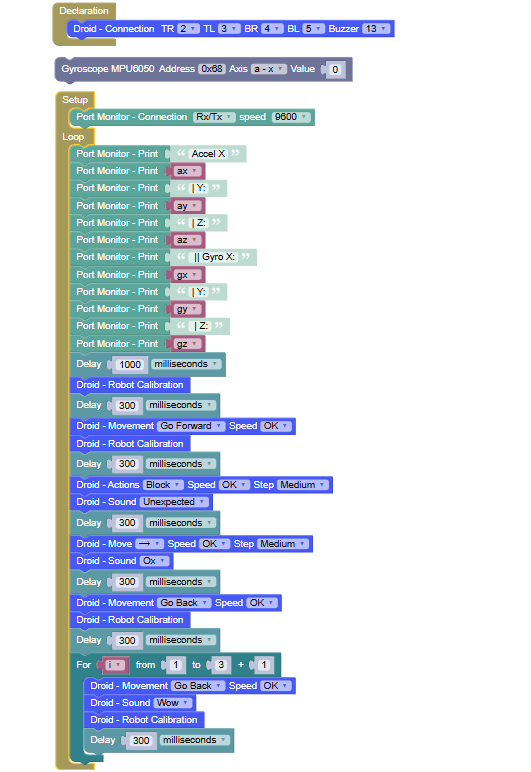 Declaration
Droid - Connection TR 2 TL 3 BR 4 BL 5 Buzzer 13
Gyroscope MPU6050 Address 0x68 Axis a - x Value 0
Setup
Port Monitor - Connection Rx/Tx speed 9600
Loop
Port Monitor - Print “ Accel X ”
Port Monitor - Print ax
Port Monitor - Print “ | Y: ”
Port Monitor - Print ay
Port Monitor - Print “ | Z: ”
Port Monitor - Print az
Port Monitor - Print “ || Gyro X: ”
Port Monitor - Print gx
Port Monitor - Print “ | Y: ”
Port Monitor - Print gy
Port Monitor - Print “ | Z: ”
Port Monitor - Print gz
Delay 1000 milliseconds
Droid - Robot Calibration
Delay 300 milliseconds
Droid - Movement Go Forward Speed OK
Droid - Robot Calibration
Delay 300 milliseconds
Droid - Actions Block Speed OK Step Medium
Droid - Sound Unexpected
Delay 300 milliseconds
Droid - Move → Speed OK Step Medium
Droid - Sound Ox
Delay 300 milliseconds
Droid - Movement Go Back Speed OK
Droid - Robot Calibration
Delay 300 milliseconds
For i from 1 to 3 + 1
Droid - Movement Go Back Speed OK
Droid - Sound Wow
Droid - Robot Calibration
Delay 300 milliseconds